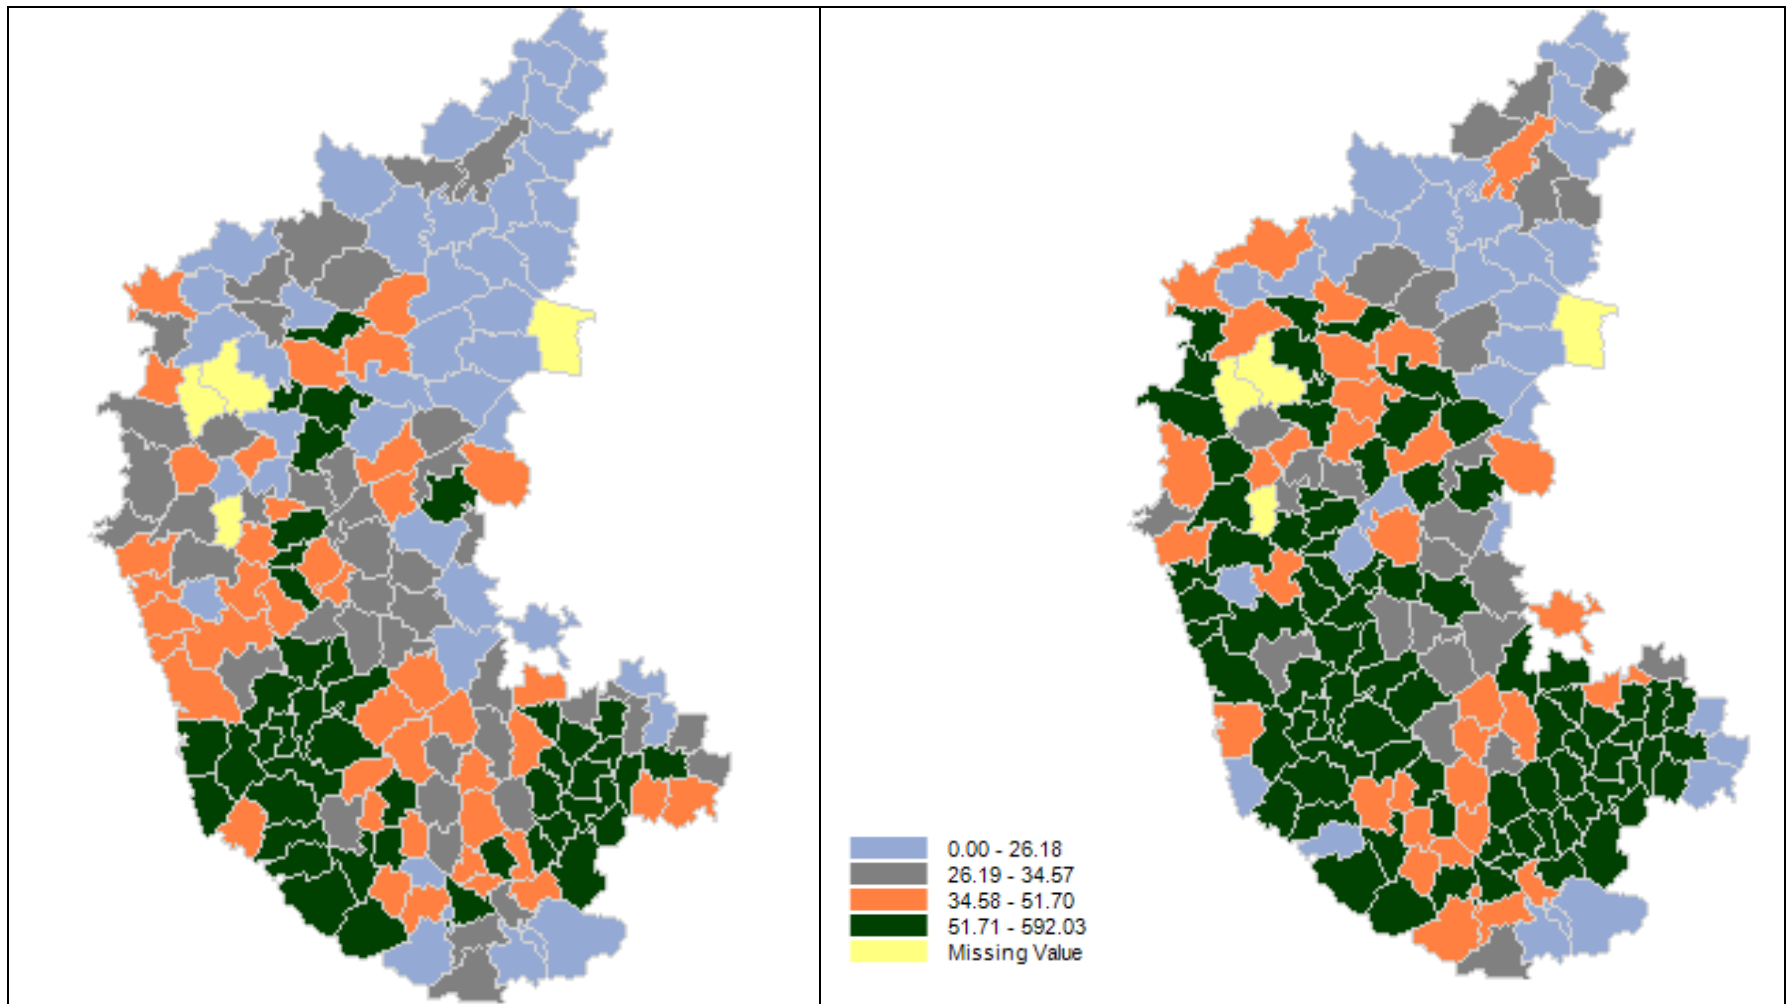 0.00 - 26.18
26.19 - 34.57
34.58 - 51.70
51.71 - 592.03
Missing Value